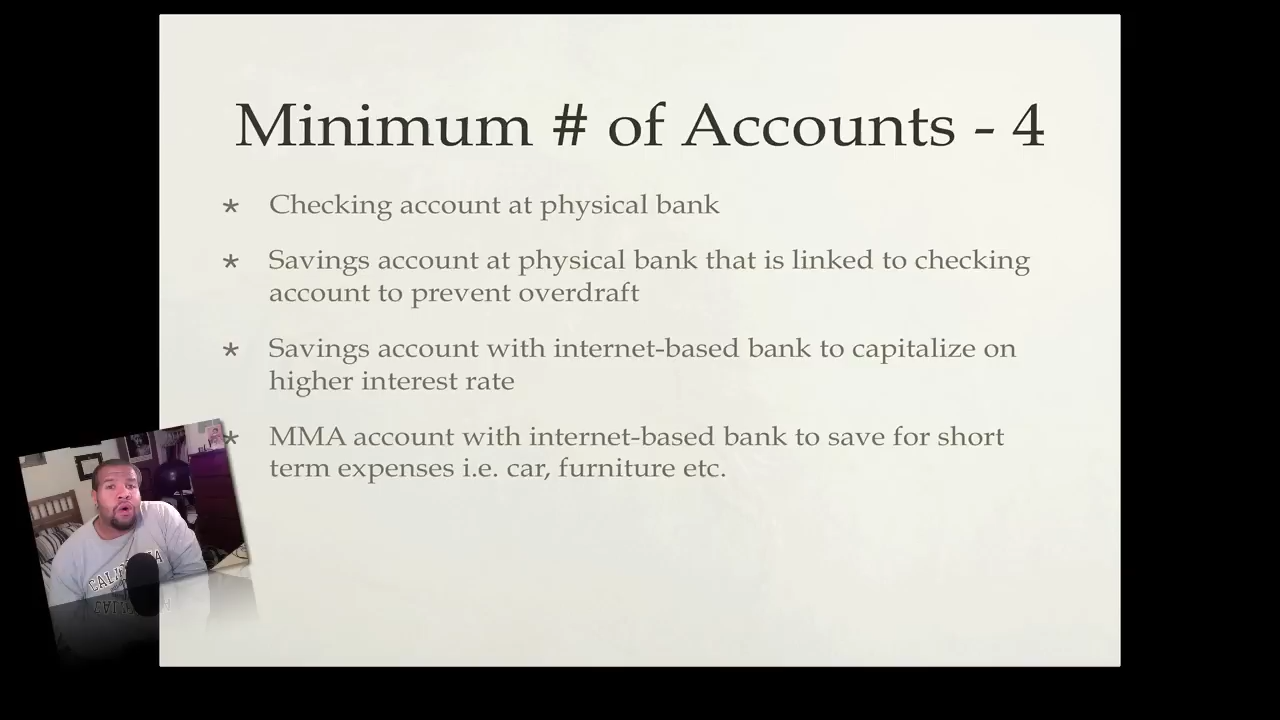 Minimum # of Accounts - 4
* Checking account at physical bank
* Savings account at physical bank that is linked to checking
account to prevent overdraft
* Savings account with internet-based bank to capitalize on
higher interest rate
* MMA account with internet-based bank to save for short
term expenses i.e. car, furniture etc.